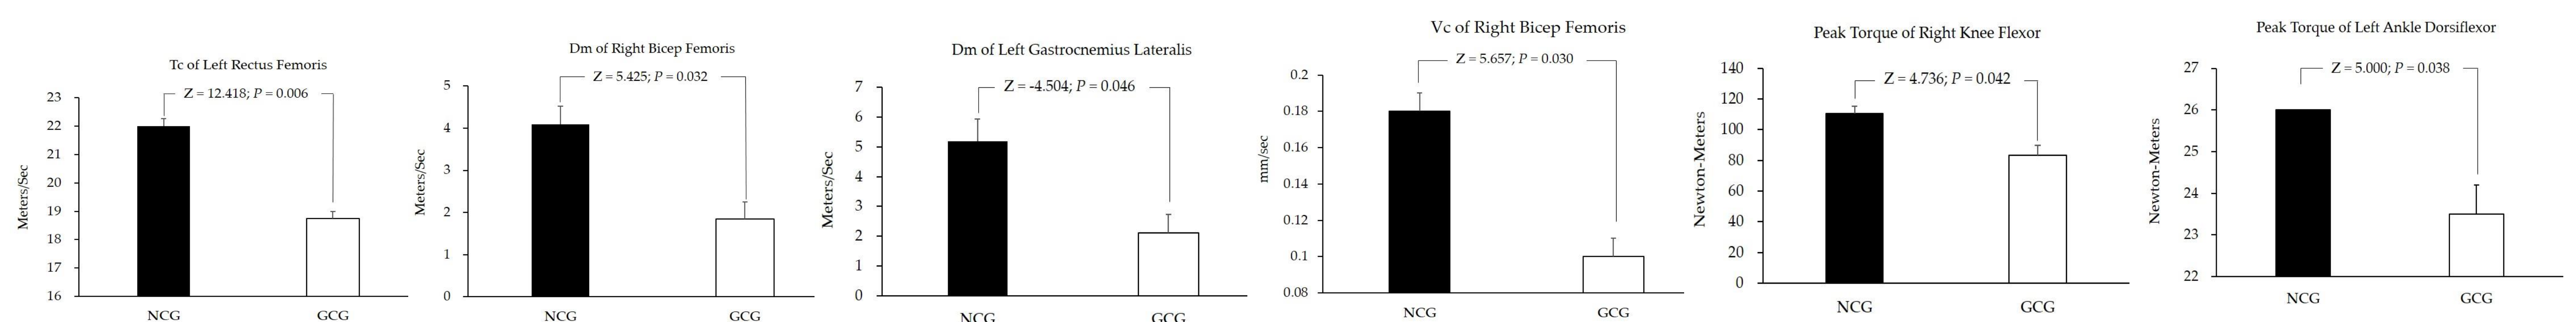 Tc of Left Rectus Femoris
Z = 12.418; P = 0.006
Meters/Sec
23
22
21
20
19
18
17
16
NCG GCG
Dm of Right Bicep Femoris
Z = 5.425; P = 0.032
Meters/Sec
5
4
3
2
1
0
NCG GCG
Dm of Left Gastrocnemius Lateralis
Z = -4.504; P = 0.046
Meters/Sec
7
6
5
4
3
2
1
0
NCG GCG
Vc of Right Bicep Femoris
Z = 5.657; P = 0.030
mm/sec
0.2
0.18
0.16
0.14
0.12
0.1
0.08
NCG GCG
Peak Torque of Right Knee Flexor
Z = 4.736; P = 0.042
Newton-Meters
140
120
100
80
60
40
20
0
NCG GCG
Peak Torque of Left Ankle Dorsiflexor
Z = 5.000; P = 0.038
Newton-Meters
27
26
25
24
23
22
NCG GCG